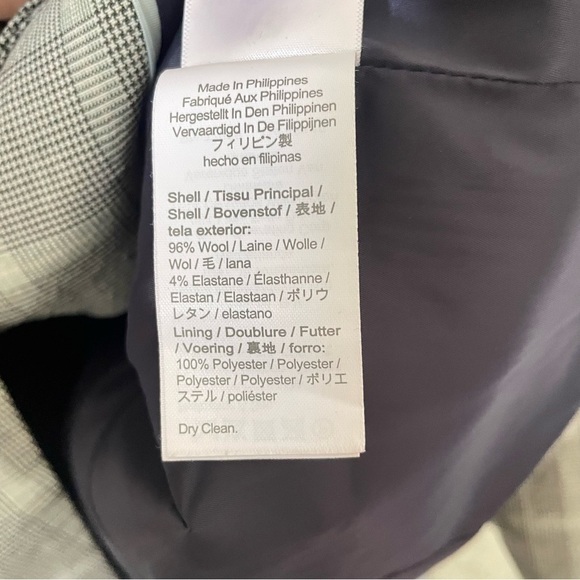 Made In Philippines
Fabriqué Aux Philippines
Hergestellt In Den Philippinen
Vervaardigd In De Filippijnen
フィリピン製
hecho en filipinas
Shell / Tissu Principal /
Shell / Bovenstof / 表地 /
tela exterior:
96% Wool / Laine / Wolle /
Wol / 毛 / lana
4% Elastane / Élasthanne /
Elastan / Elastaan / ポリウ
レタン / elastano
Lining / Doublure / Futter
/ Voering / 裏地 / forro:
100% Polyester / Polyester /
Polyester / Polyester / ポリエ
ステル / poliéster
Dry Clean.